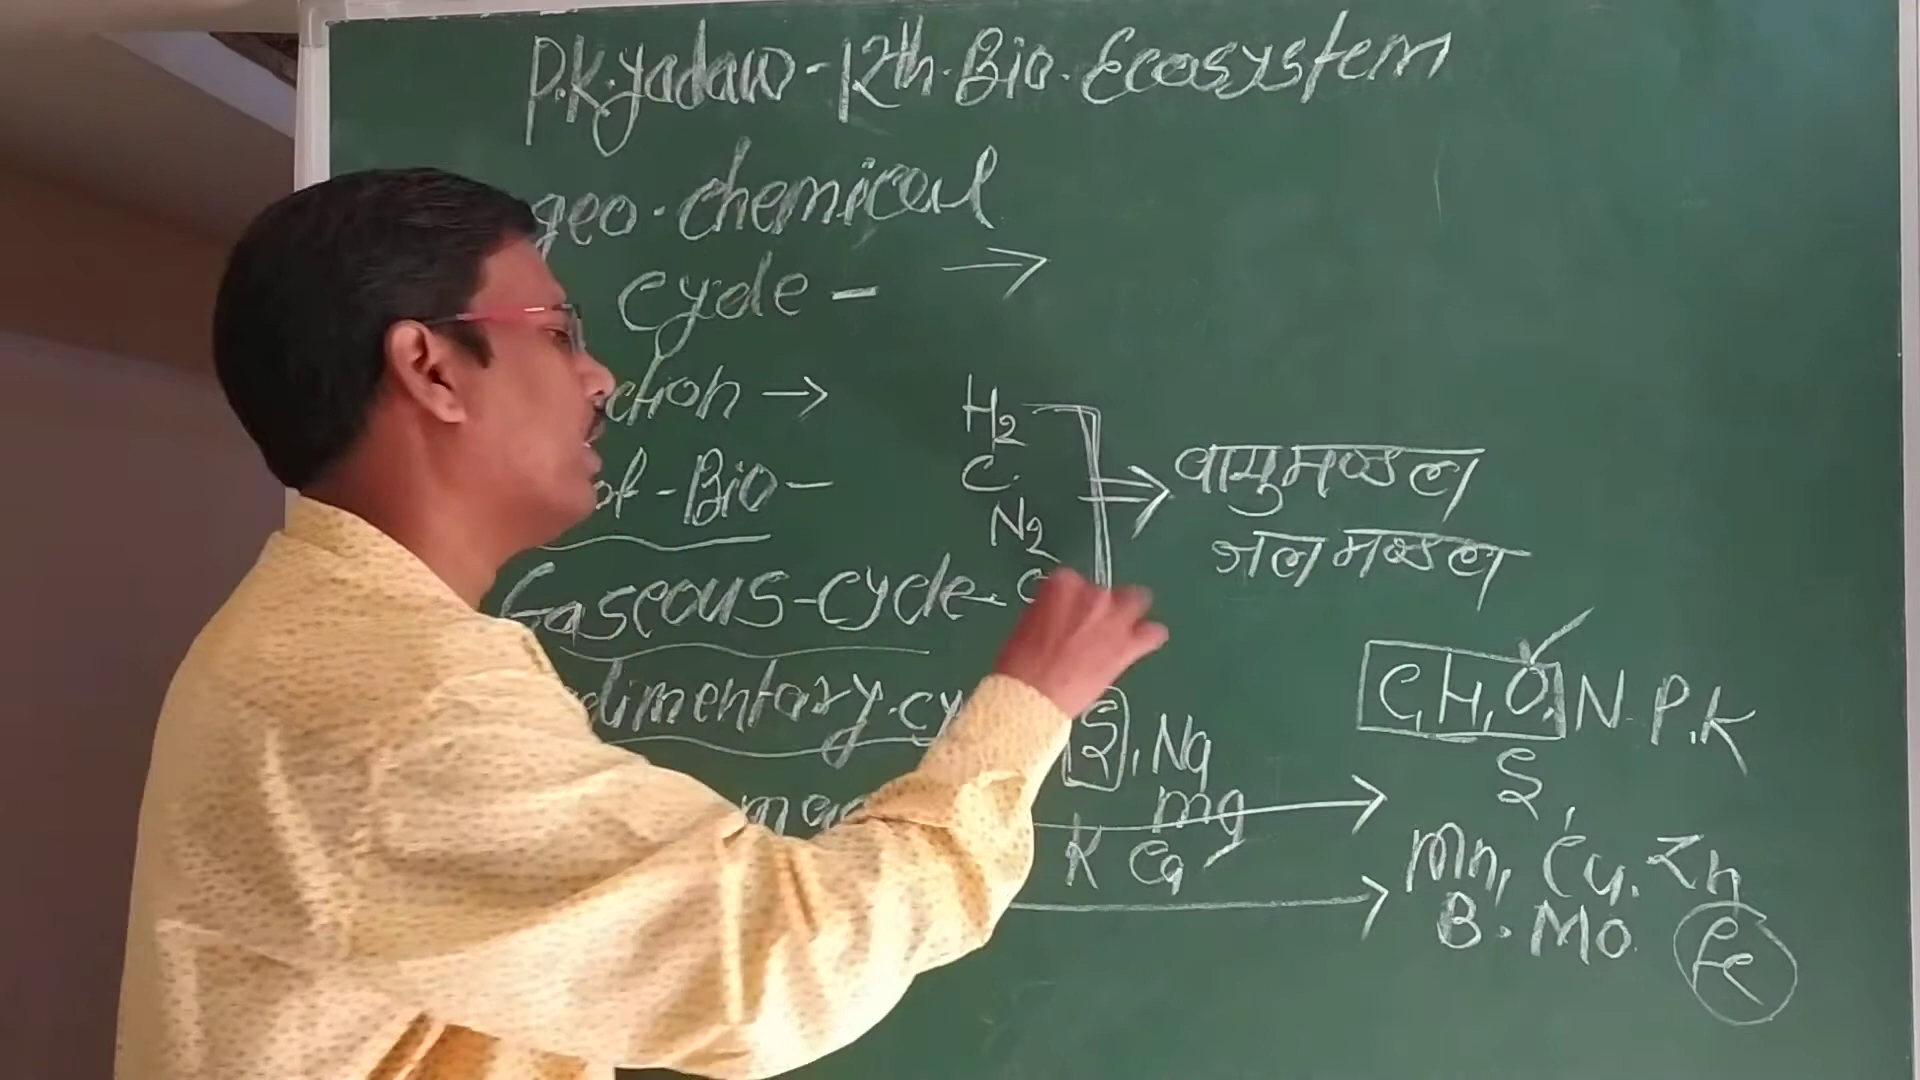 P.K.yadaw - 12th. Bio. Ecosystem
geo-chemical
cycle - →
ction →
of - Bio -
H2
C.
N2
वायुमण्डल
जलमण्डल
Gaseous-cycle-
dimentary.cy
S, Na
mg
K Ca
C,H,O, N P,K
S
Mn, Cu. Zn
B. Mo. Fe